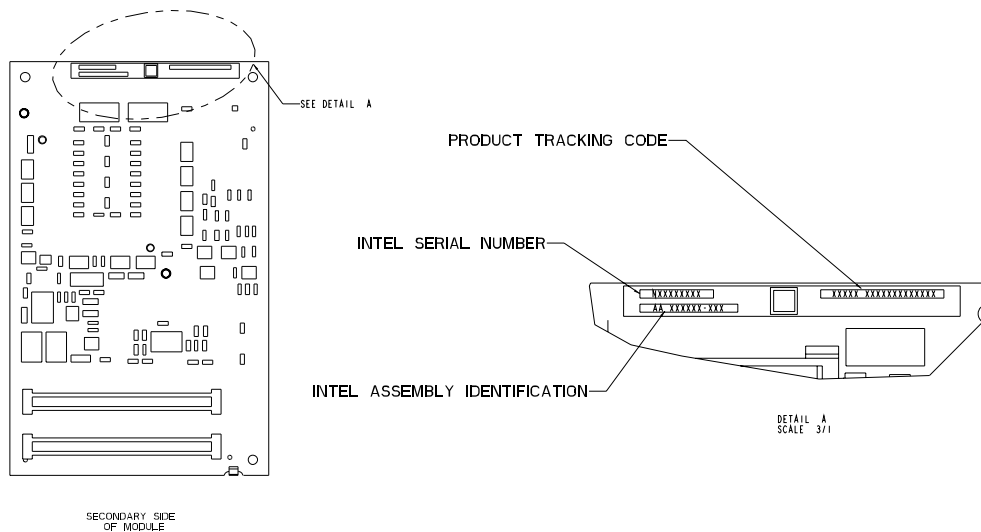 SEE DETAIL A
PRODUCT TRACKING CODE
INTEL SERIAL NUMBER
NXXXXXXXX
XXXXX XXXXXXXXXXXXX
AA XXXXXX-XXX
INTEL ASSEMBLY IDENTIFICATION
DETAIL A
SCALE 3/1
SECONDARY SIDE
OF MODULE